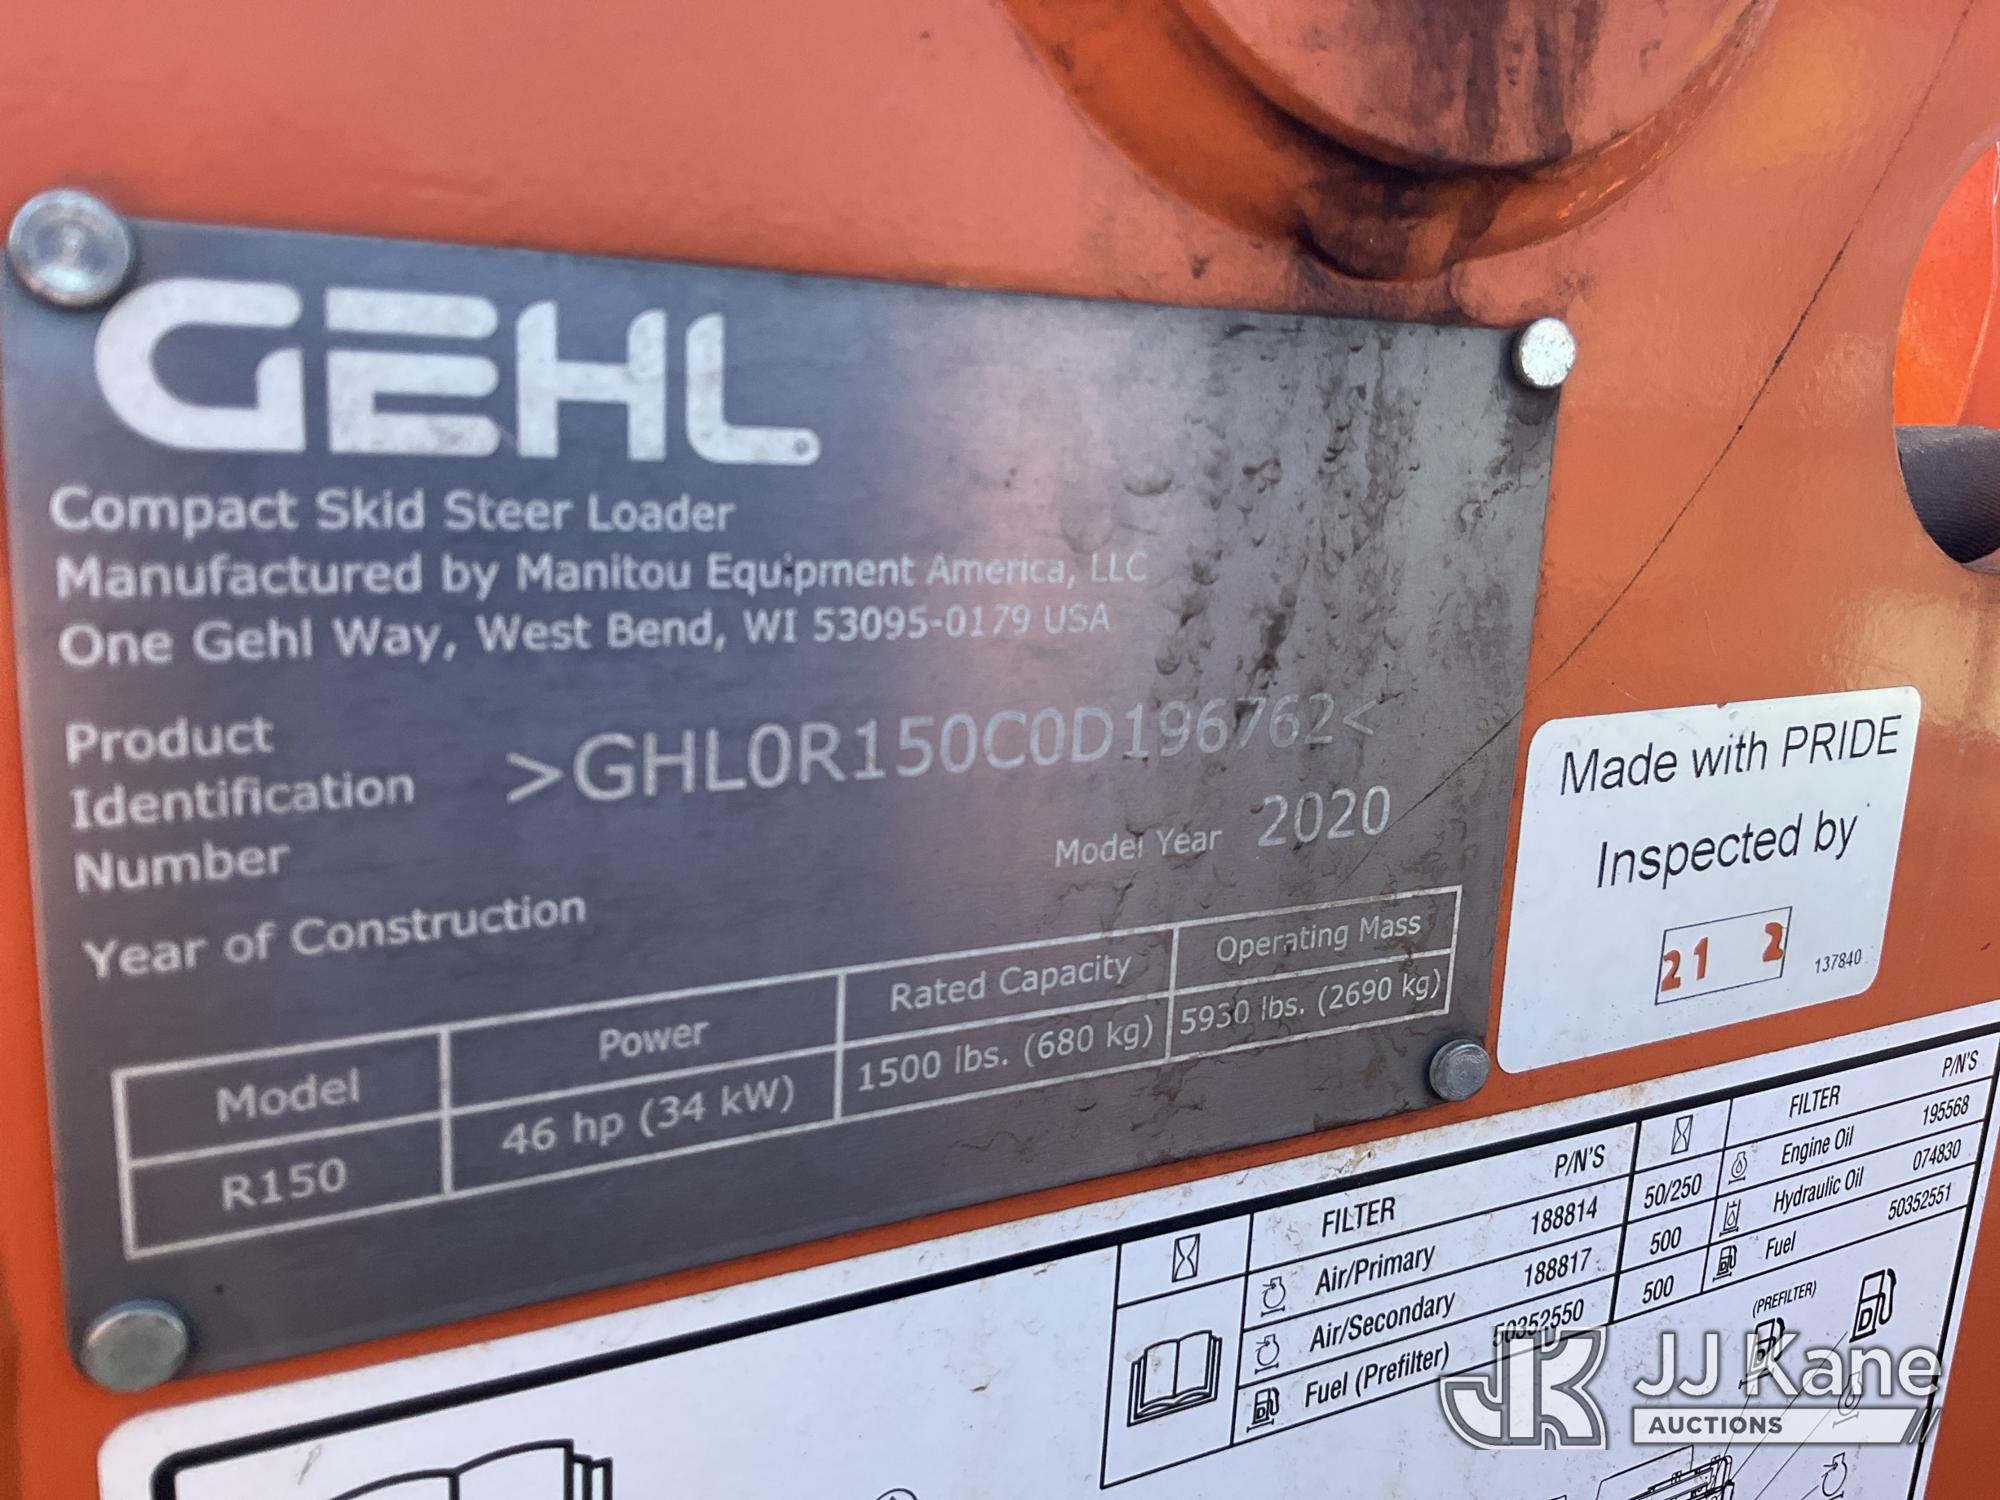 GEHL
Compact Skid Steer Loader
Manufactured by Manitou Equipment America, LLC
One Gehl Way, West Bend, WI 53095-0179 USA
Product
Identification
Number
>GHL0R150C0D196762<
Model Year 2020
Year of Construction
Model Power Rated Capacity Operating Mass
R150 46 hp (34 kW) 1500 lbs. (680 kg) 5930 lbs. (2690 kg)
Made with PRIDE
Inspected by
21 2
137840
FILTER P/N'S
Air/Primary 188814
Air/Secondary 188817
Fuel (Prefilter) 50352550
FILTER P/N'S
50/250 Engine Oil 195568
500 Hydraulic Oil 074830
500 Fuel 50352551
(PREFILTER)
D
D
JK JJ Kane
AUCTIONS